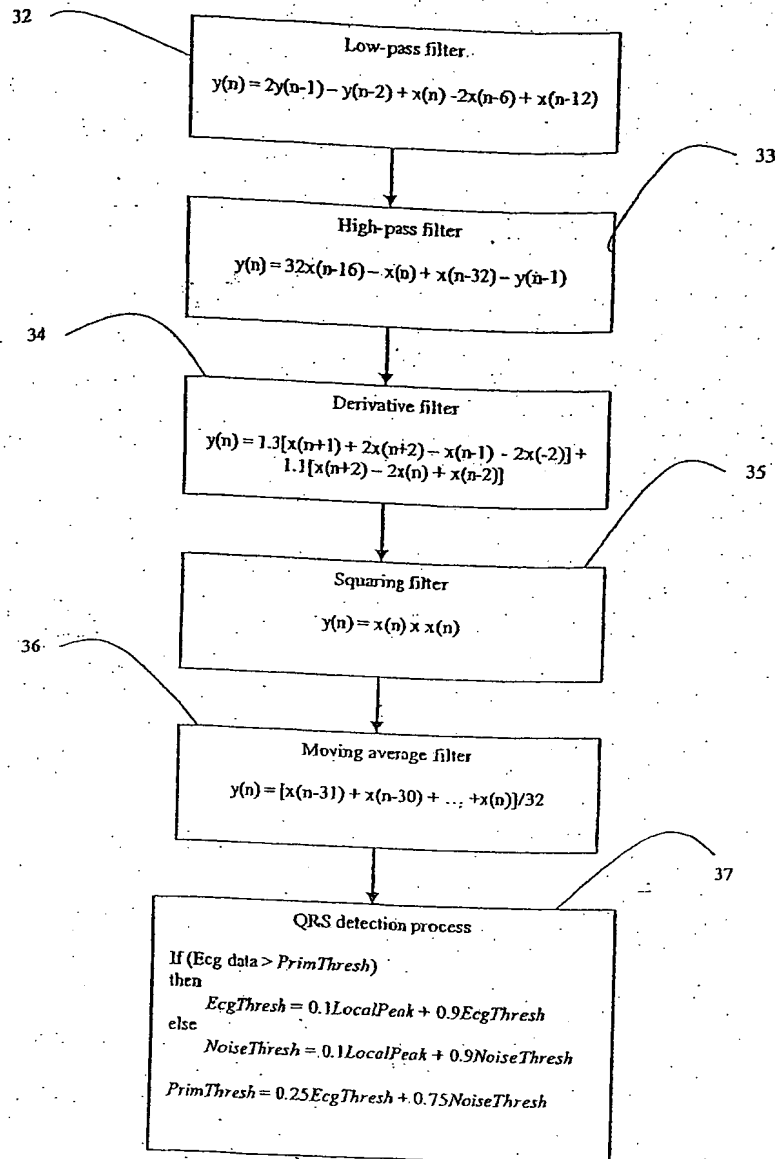 32
Low-pass filter.
y(n) = 2y(n-1) – y(n-2) + x(n) -2x(n-6) + x(n-12)
33
High-pass filter
y(n) = 32x(n-16) – x(n) + x(n-32) – y(n-1)
34
Derivative filter
y(n) = 1.3[x(n+1) + 2x(n+2) – x(n-1) - 2x(-2)] +
1.1[x(n+2) – 2x(n) + x(n-2)]
35
Squaring filter
y(n) = x(n) x x(n)
36
Moving average filter
y(n) = [x(n-31) + x(n-30) + ... +x(n)]/32
37
QRS detection process
If (Ecg data > PrimThresh)
then
EcgThresh = 0.1LocalPeak + 0.9EcgThresh
else
NoiseThresh = 0.1LocalPeak + 0.9NoiseThresh
PrimThresh = 0.25EcgThresh + 0.75NoiseThresh